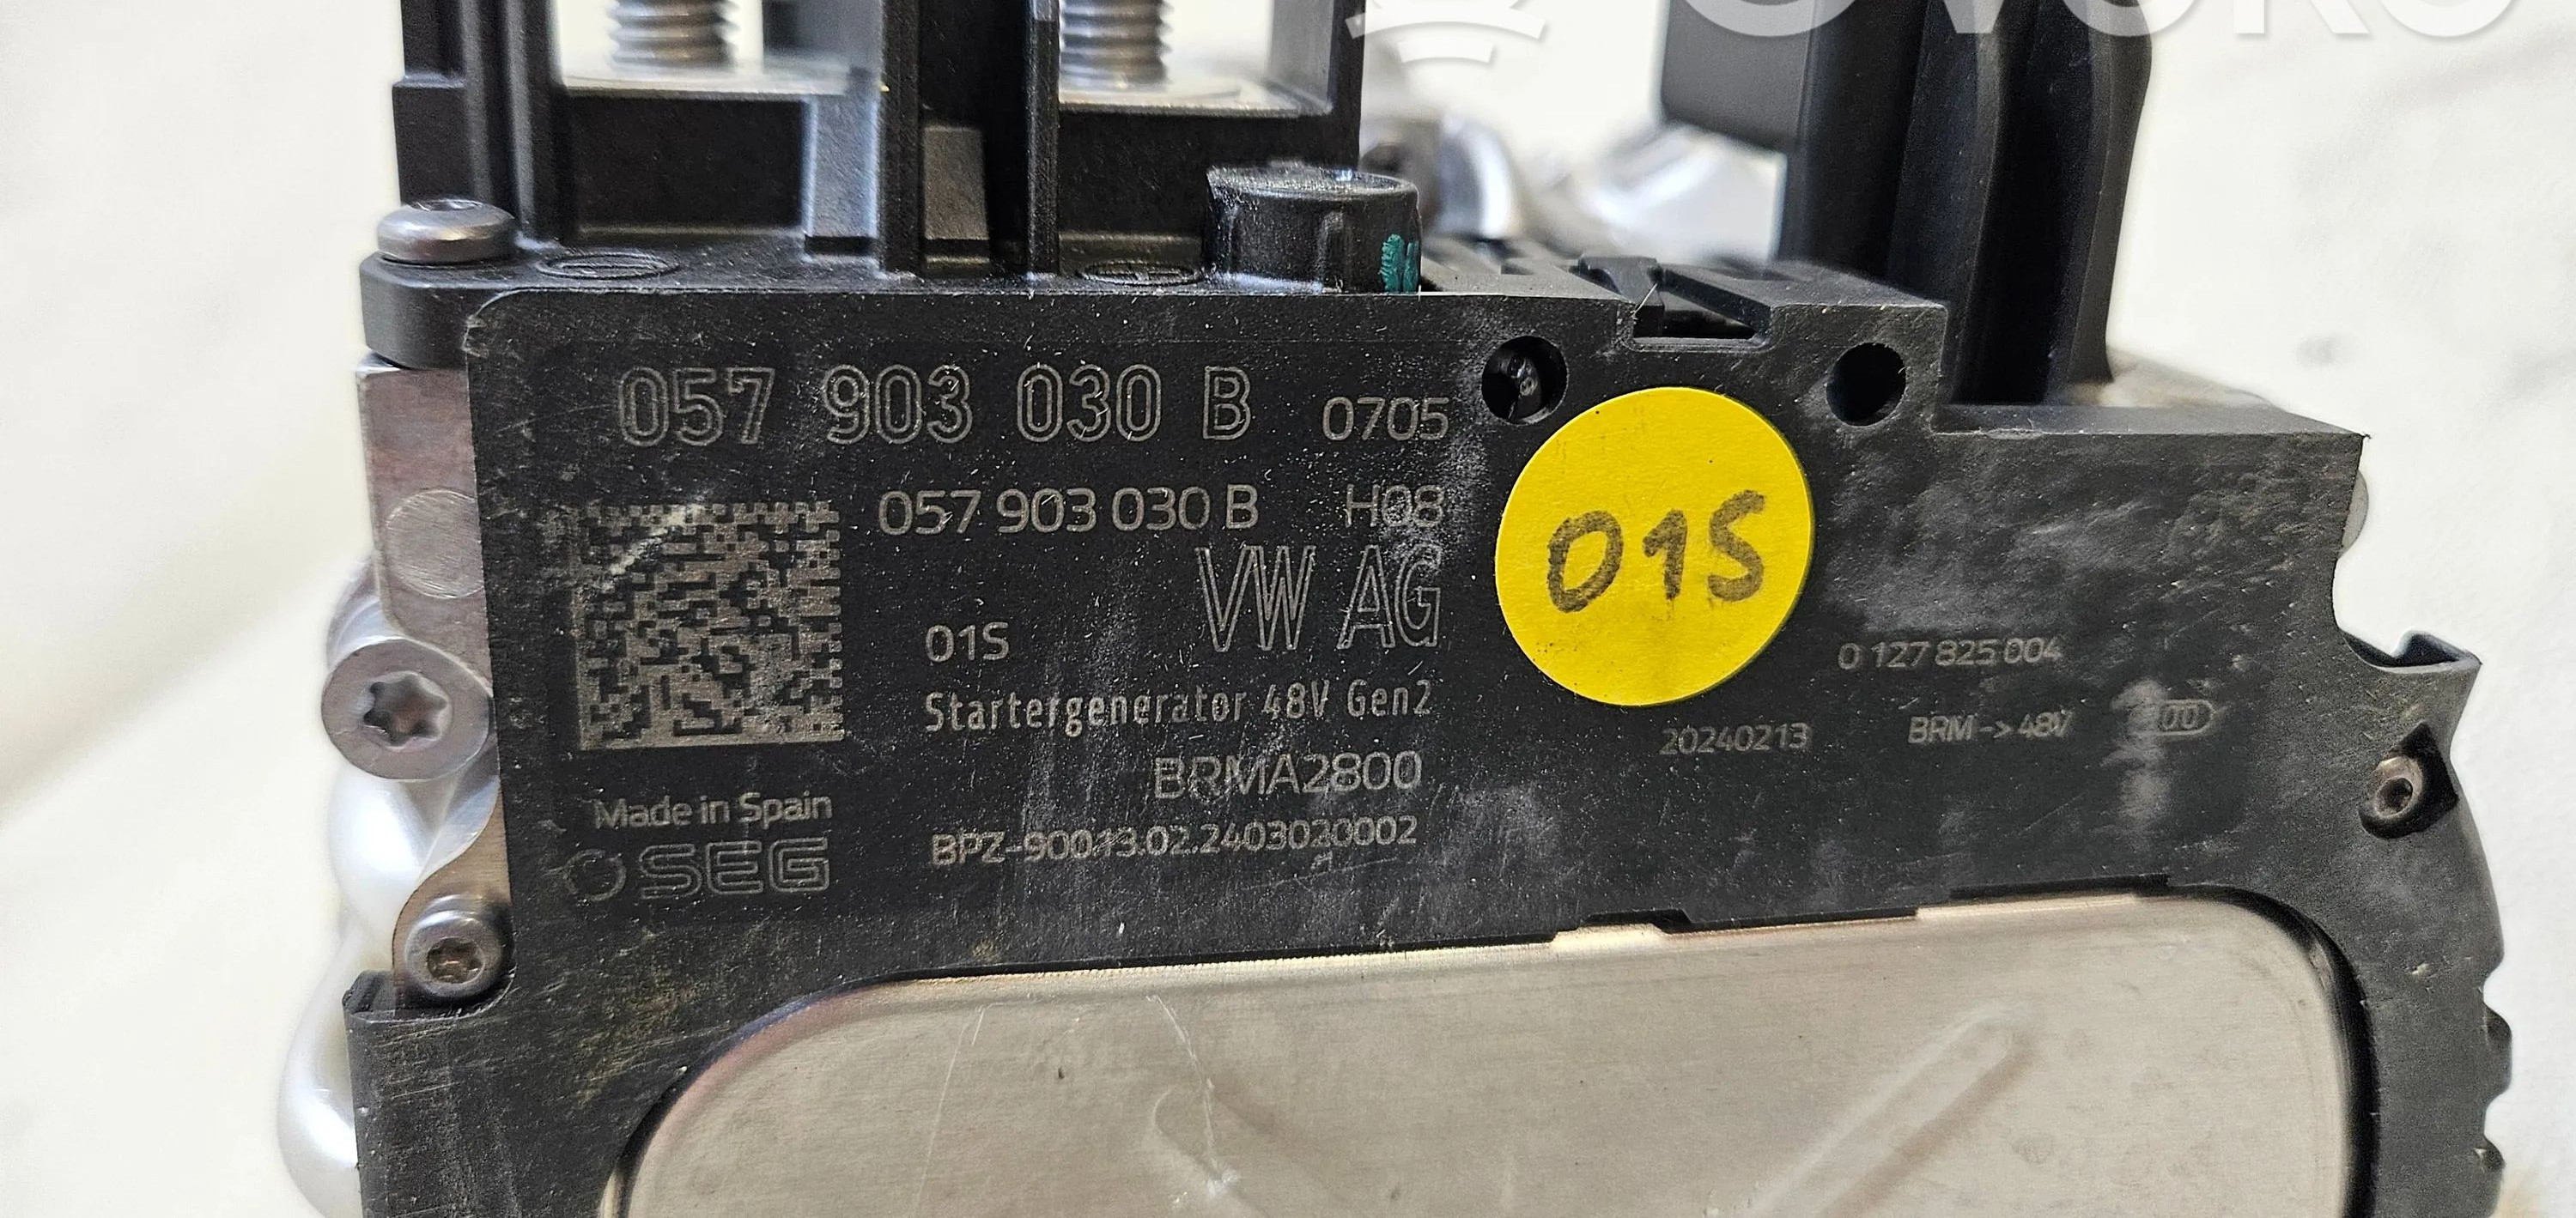 057 903 030 B 0705
057 903 030 B H08
VW AG
01S
Startergenerator 48V Gen2
BRMA2800
BPZ-90013.02.2403020002
Made in Spain
SEG
01S
0 127 825 004
20240213 BRM -> 48V